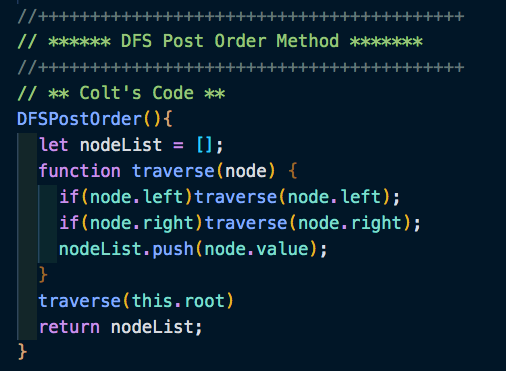 //++++++++++++++++++++++++++++++++++++++++
// ****** DFS Post Order Method *******
//++++++++++++++++++++++++++++++++++++++++
// ** Colt's Code **
DFSPostOrder(){
  let nodeList = [];
  function traverse(node) {
    if(node.left)traverse(node.left);
    if(node.right)traverse(node.right);
    nodeList.push(node.value);
  }
  traverse(this.root)
  return nodeList;
}